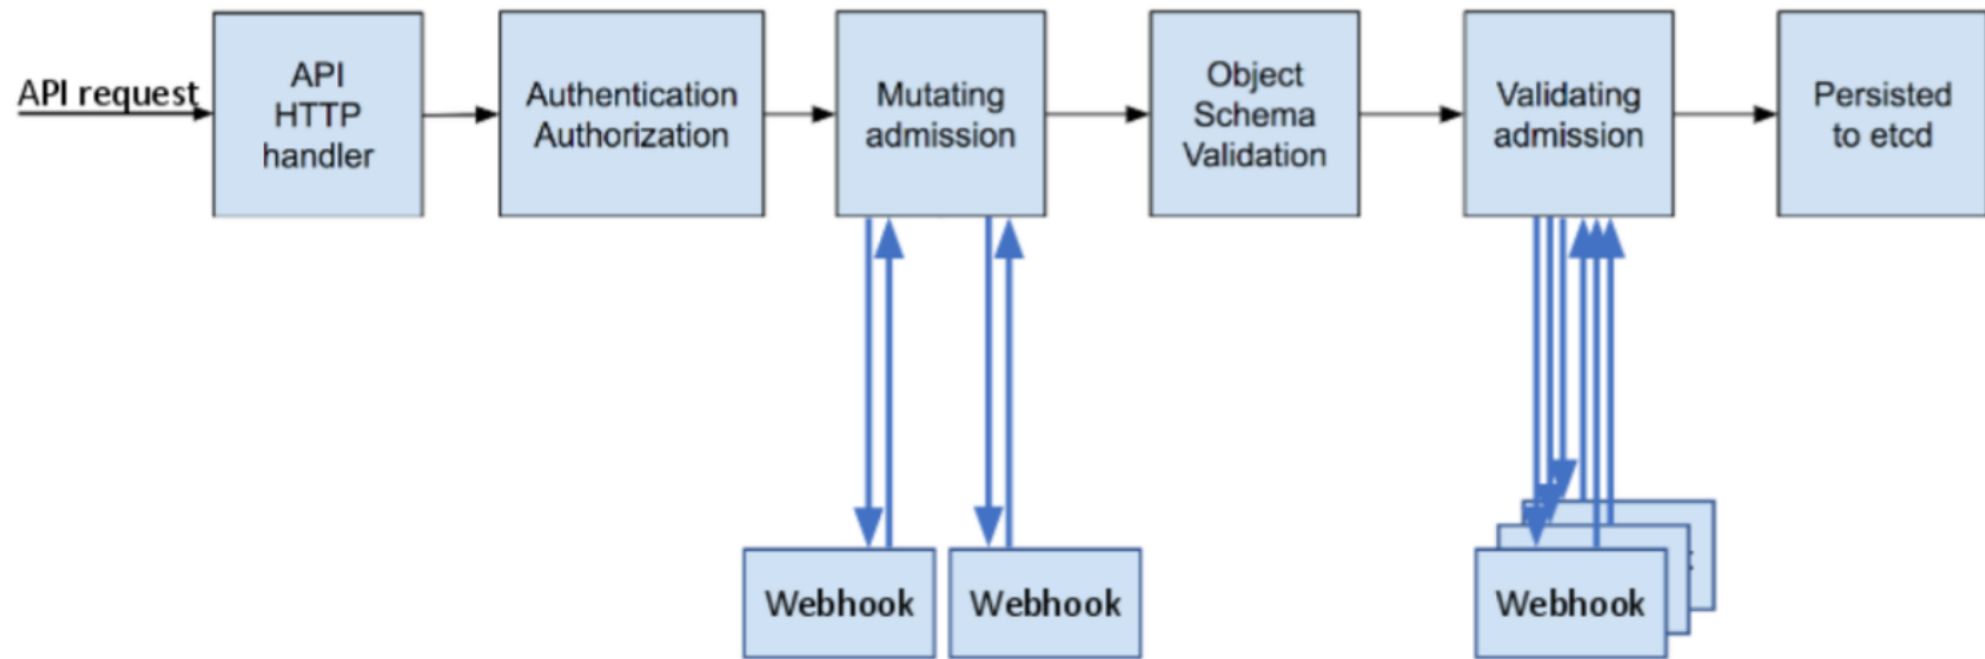 API request
API
HTTP
handler
Authentication
Authorization
Mutating
admission
Object
Schema
Validation
Validating
admission
Persisted
to etcd
Webhook
Webhook
Webhook